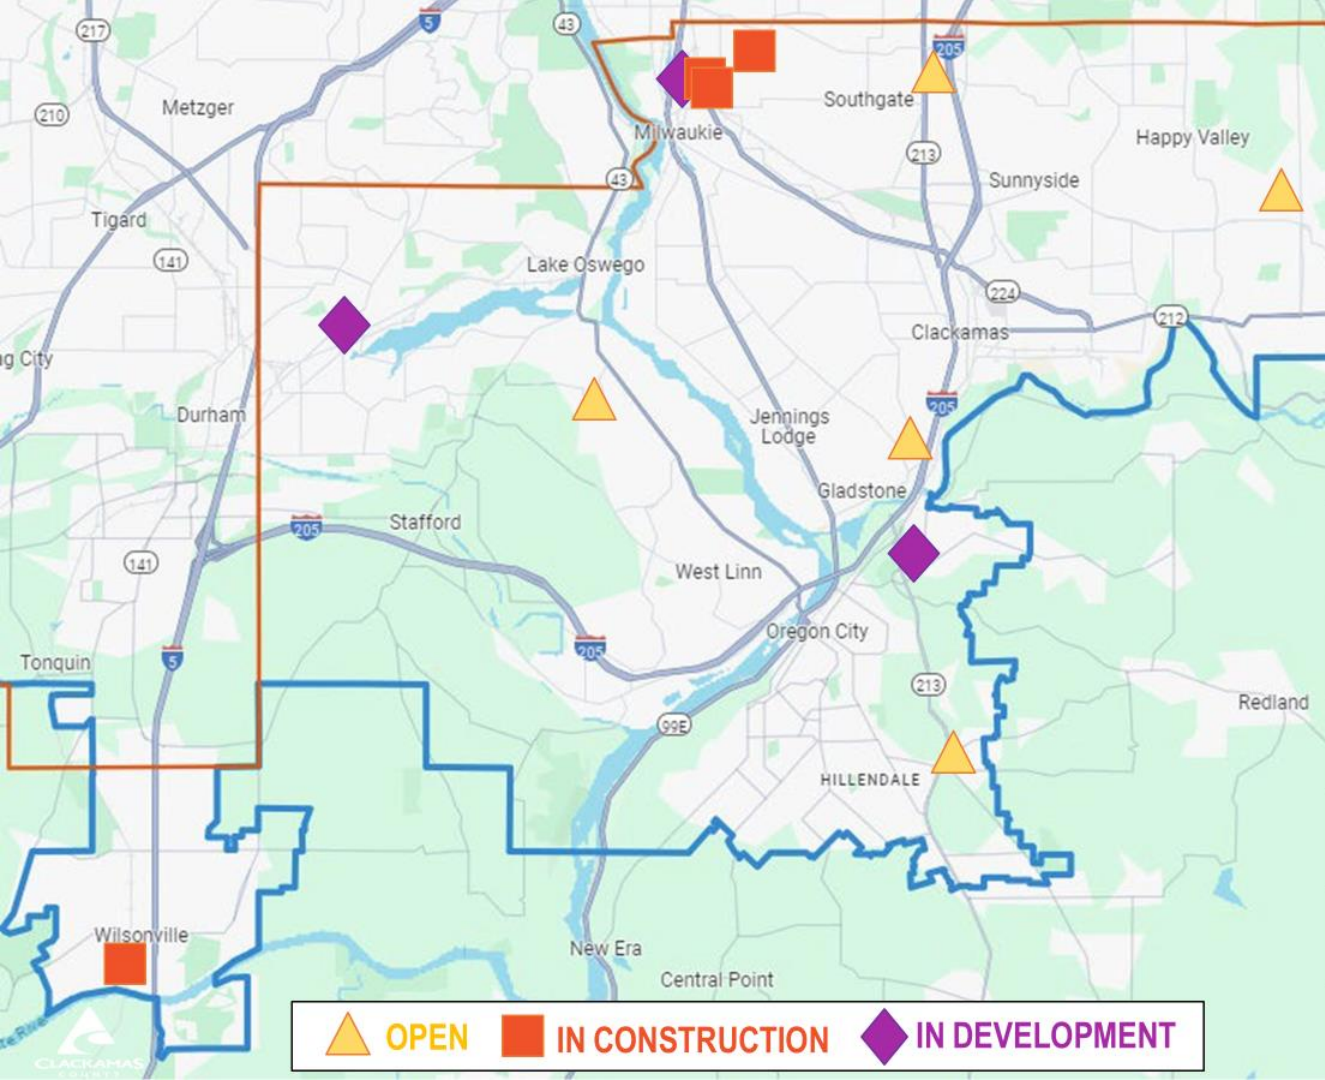 217
5
43
205
Metzger
210
Southgate
Milwaukie
Happy Valley
213
43
Sunnyside
Tigard
141
Lake Oswego
224
212
Clackamas
g City
205
Durham
Jennings
Lodge
Gladstone
205
Stafford
141
West Linn
Oregon City
205
Tonquin
5
213
Redland
99E
HILLENDALE
Wilsonville
New Era
Central Point
CLACKAMAS
COUNTY
OPEN
IN CONSTRUCTION
IN DEVELOPMENT